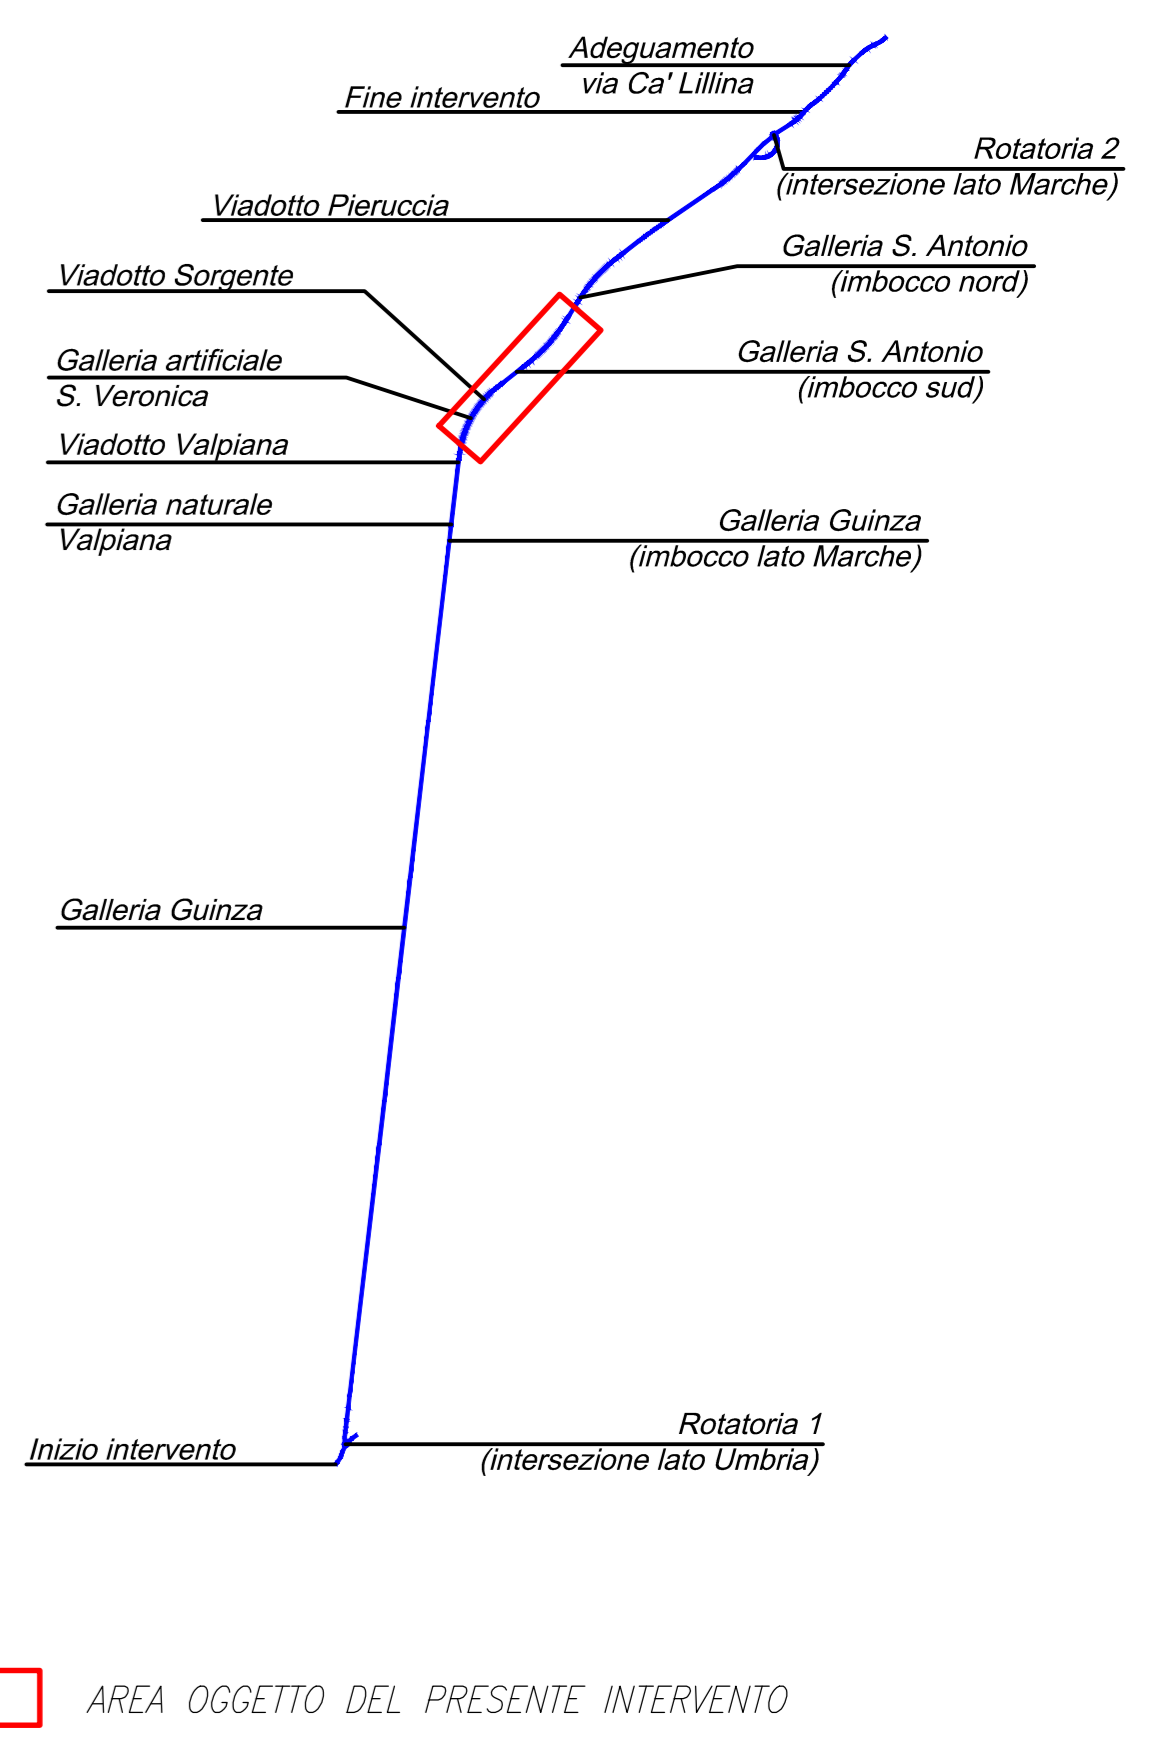 Adeguamento
via Ca' Lillina
Fine intervento
Rotatoria 2
(intersezione lato Marche)
Viadotto Pieruccia
Galleria S. Antonio
(imbocco nord)
Viadotto Sorgente
Galleria S. Antonio
(imbocco sud)
Galleria artificiale
S. Veronica
Viadotto Valpiana
Galleria naturale
Valpiana
Galleria Guinza
(imbocco lato Marche)
Galleria Guinza
Rotatoria 1
(intersezione lato Umbria)
Inizio intervento
AREA OGGETTO DEL PRESENTE INTERVENTO